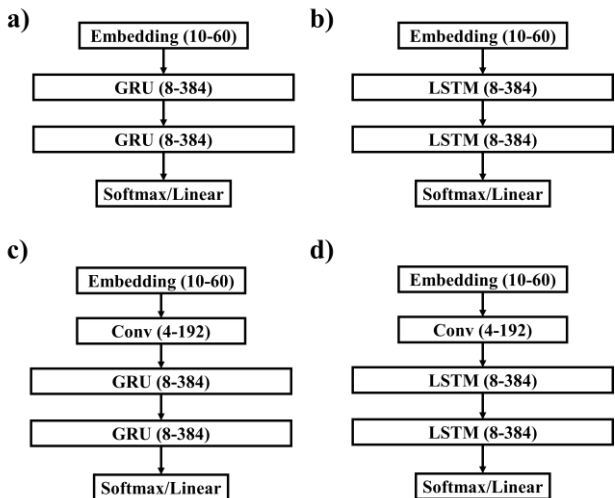 a)
Embedding (10-60)
GRU (8-384)
GRU (8-384)
Softmax/Linear
b)
Embedding (10-60)
LSTM (8-384)
LSTM (8-384)
Softmax/Linear
c)
Embedding (10-60)
Conv (4-192)
GRU (8-384)
GRU (8-384)
Softmax/Linear
d)
Embedding (10-60)
Conv (4-192)
LSTM (8-384)
LSTM (8-384)
Softmax/Linear